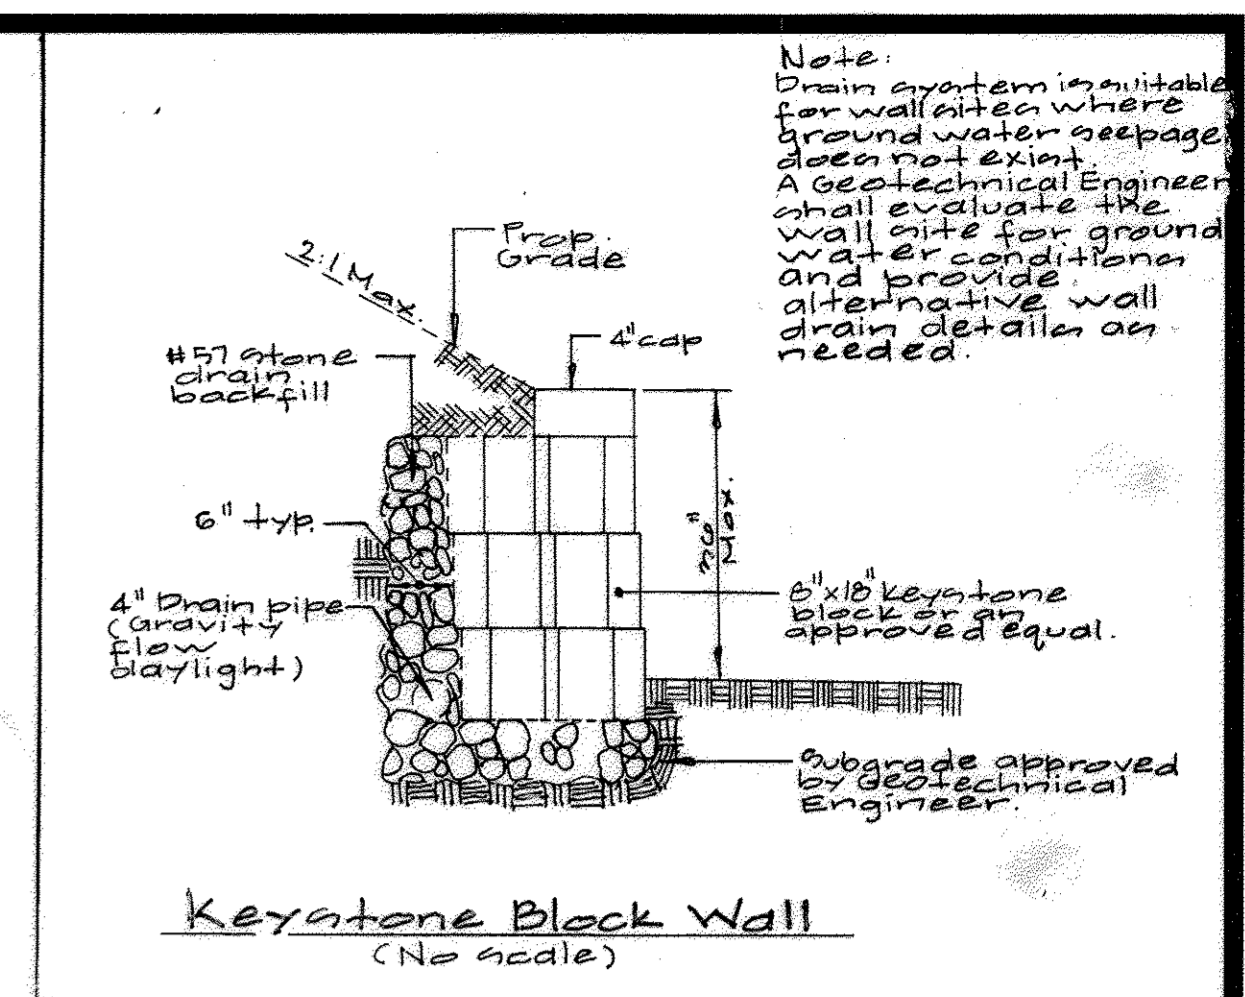 Note:
Drain system is suitable
for wall sites where
ground water seepage
does not exist.
A Geotechnical Engineer
shall evaluate the
wall site for ground
water conditions
and provide
alternative wall
drain details as
needed.
Prop.
Grade
2:1 Max.
4" cap
#57 stone
drain
backfill
6" typ.
36"
Max.
4" Drain pipe
(Gravity
flow
daylight)
8"x18" Keystone
block or an
approved equal.
Subgrade approved
by Geotechnical
Engineer.
Keystone Block Wall
(No scale)